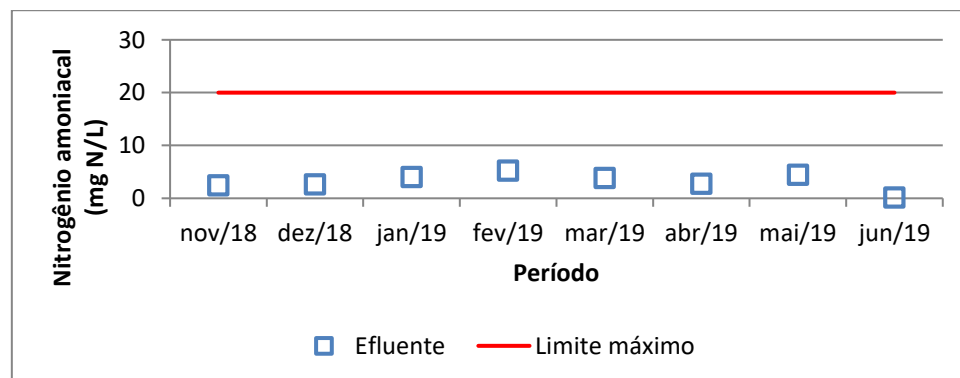 Nitrogênio amoniacal
(mg N/L)
30
20
10
0
nov/18 dez/18 jan/19 fev/19 mar/19 abr/19 mai/19 jun/19
Período
Efluente Limite máximo